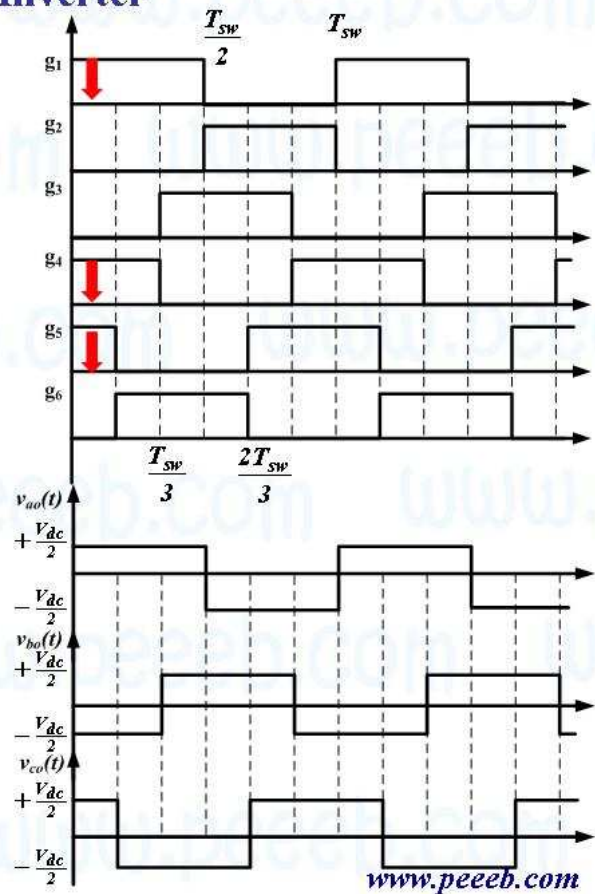 Inverter
T_sw/2 T_sw
g1
g2
g3
g4
g5
g6
T_sw/3 2T_sw/3
v_ao(t)
+ V_dc/2
− V_dc/2
v_bo(t)
+ V_dc/2
− V_dc/2
v_co(t)
+ V_dc/2
− V_dc/2
www.peeeb.com